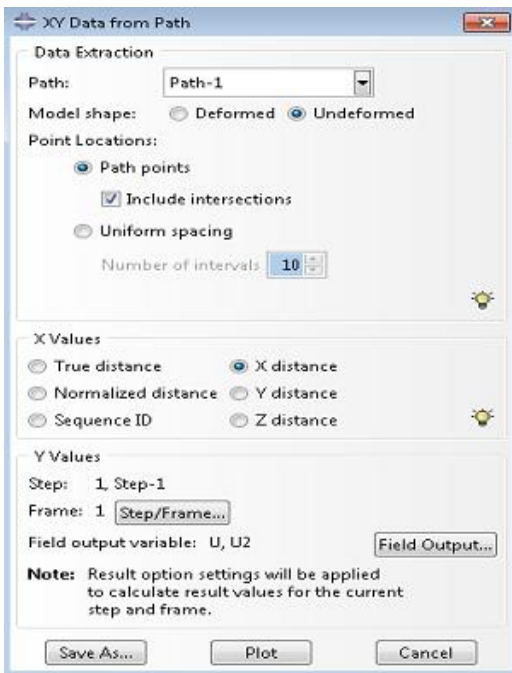 XY Data from Path
Data Extraction
Path: Path-1
Model shape: Deformed Undeformed
Point Locations:
Path points
Include intersections
Uniform spacing
Number of intervals 10
X Values
True distance X distance
Normalized distance Y distance
Sequence ID Z distance
Y Values
Step: 1, Step-1
Frame: 1 Step/Frame...
Field output variable: U, U2 Field Output...
Note: Result option settings will be applied
to calculate result values for the current
step and frame.
Save As... Plot Cancel